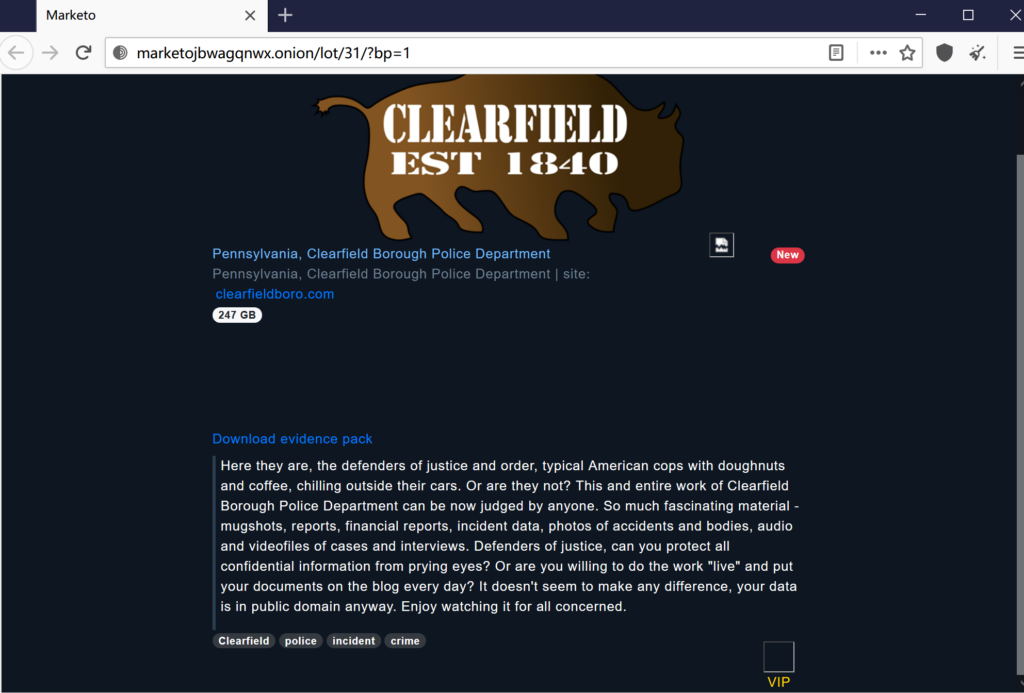 Marketo
marketojbwagqnwx.onion/lot/31/?bp=1
CLEARFIELD
EST 1840
Pennsylvania, Clearfield Borough Police Department
New
Pennsylvania, Clearfield Borough Police Department | site:
clearfieldboro.com
247 GB
Download evidence pack
Here they are, the defenders of justice and order, typical American cops with doughnuts
and coffee, chilling outside their cars. Or are they not? This and entire work of Clearfield
Borough Police Department can be now judged by anyone. So much fascinating material -
mugshots, reports, financial reports, incident data, photos of accidents and bodies, audio
and videofiles of cases and interviews. Defenders of justice, can you protect all
confidential information from prying eyes? Or are you willing to do the work "live" and put
your documents on the blog every day? It doesn't seem to make any difference, your data
is in public domain anyway. Enjoy watching it for all concerned.
Clearfield police incident crime
VIP